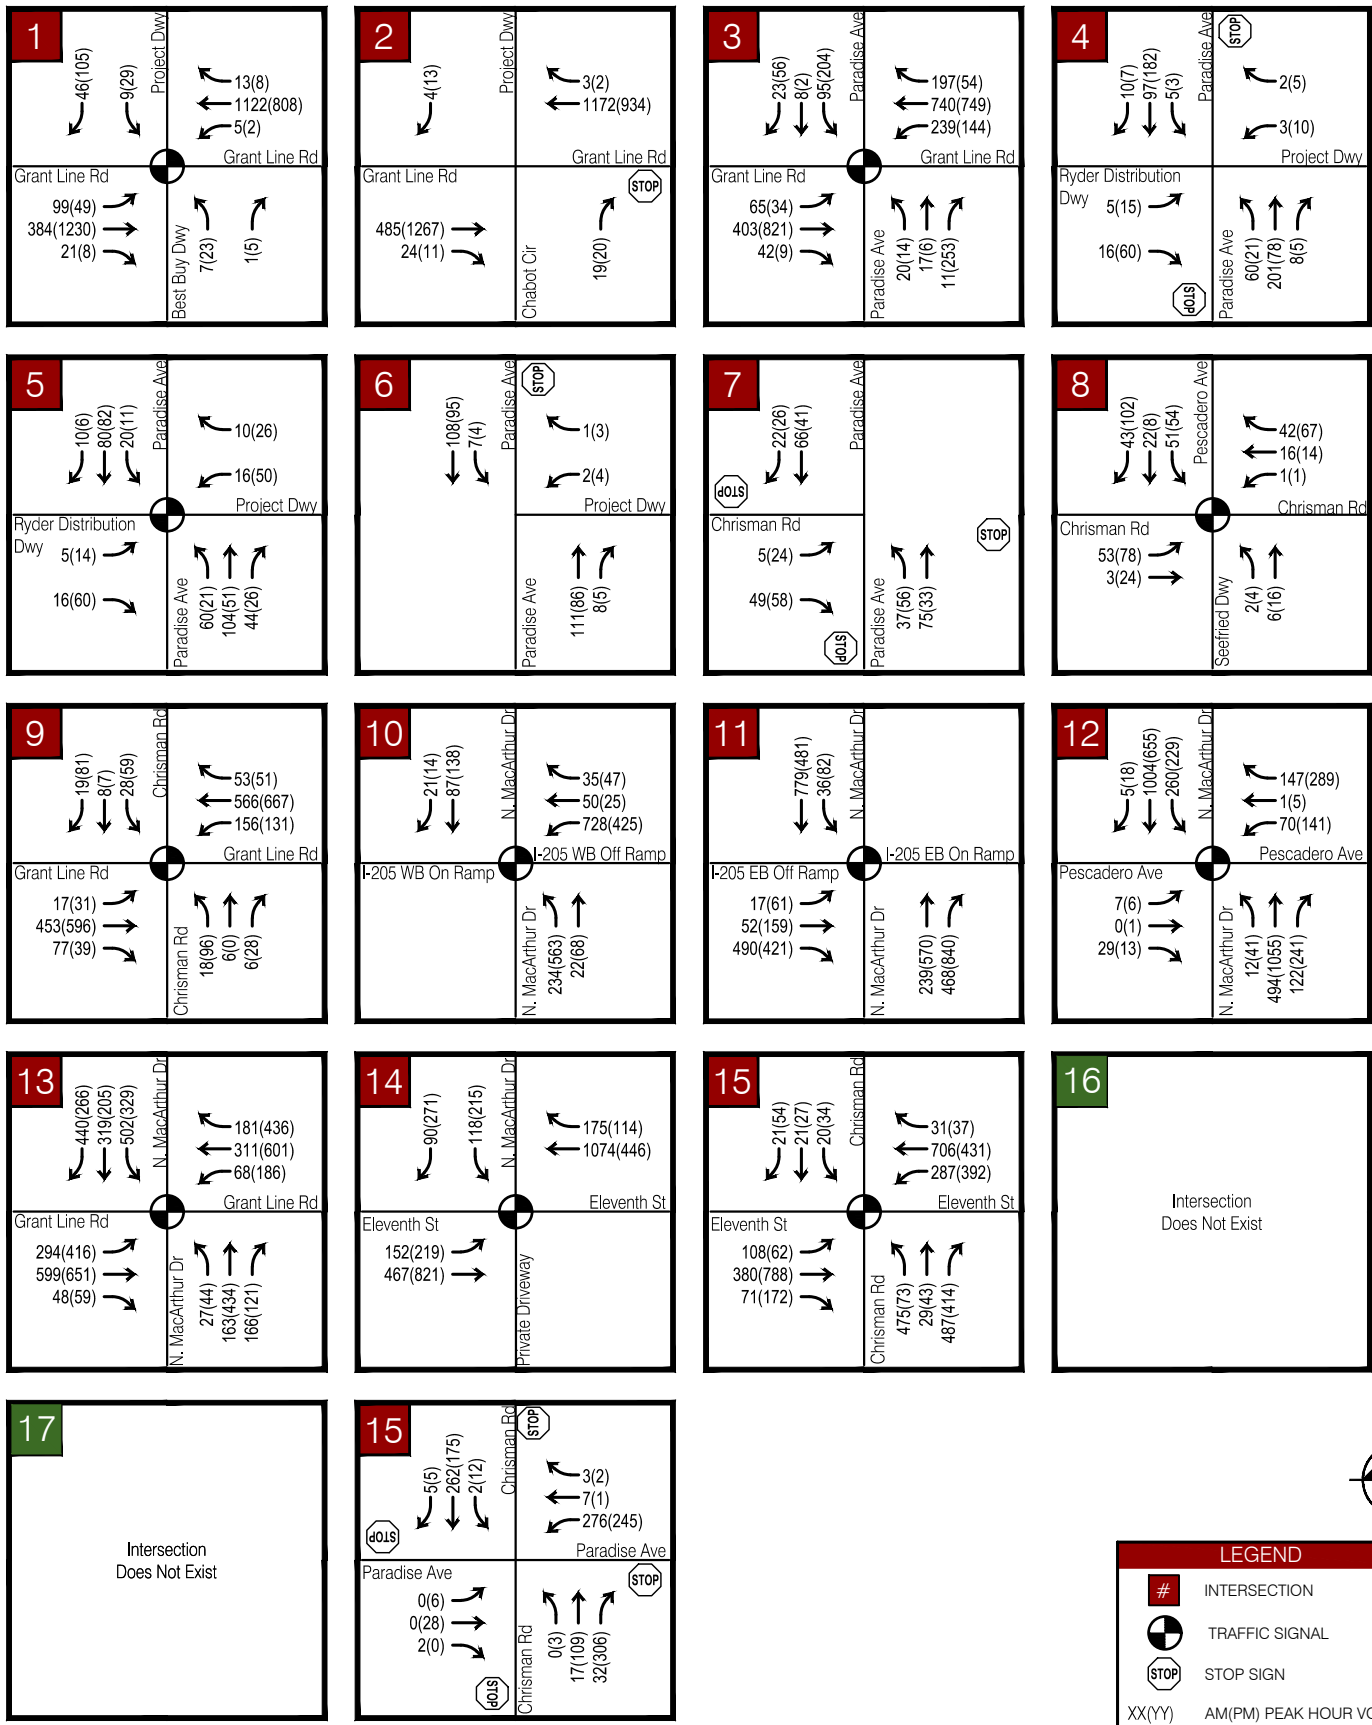 1
46(105)
9(29)
Project Dwy
13(8)
1122(808)
5(2)
Grant Line Rd
Grant Line Rd
99(49)
384(1230)
21(8)
Best Buy Dwy
7(23)
1(5)
2
4(13)
Project Dwy
3(2)
1172(934)
Grant Line Rd
Grant Line Rd
STOP
485(1267)
24(11)
Chabot Cir
19(20)
3
23(56)
8(2)
95(204)
Paradise Ave
197(54)
740(749)
239(144)
Grant Line Rd
Grant Line Rd
65(34)
403(821)
42(9)
Paradise Ave
20(14)
17(6)
11(253)
4
10(7)
97(182)
5(3)
Paradise Ave
STOP
2(5)
3(10)
Project Dwy
Ryder Distribution
Dwy
5(15)
16(60)
STOP
Paradise Ave
60(21)
201(78)
8(5)
5
10(6)
80(82)
20(11)
Paradise Ave
10(26)
16(50)
Project Dwy
Ryder Distribution
Dwy
5(14)
16(60)
Paradise Ave
60(21)
104(51)
44(26)
6
108(95)
7(4)
Paradise Ave
STOP
1(3)
2(4)
Project Dwy
Paradise Ave
111(86)
8(5)
7
22(26)
66(41)
Paradise Ave
STOP
Chrisman Rd
STOP
5(24)
49(58)
STOP
Paradise Ave
37(56)
75(33)
8
43(102)
22(8)
51(54)
Pescadero Ave
42(67)
16(14)
1(1)
Chrisman Rd
Chrisman Rd
53(78)
3(24)
Seefried Dwy
2(4)
6(16)
9
19(81)
8(7)
28(59)
Chrisman Rd
53(51)
566(667)
156(131)
Grant Line Rd
Grant Line Rd
17(31)
453(596)
77(39)
Chrisman Rd
18(96)
6(0)
6(28)
10
21(14)
87(138)
N. MacArthur Dr
35(47)
50(25)
728(425)
I-205 WB Off Ramp
I-205 WB On Ramp
N. MacArthur Dr
234(563)
22(68)
11
779(481)
36(82)
N. MacArthur Dr
I-205 EB On Ramp
I-205 EB Off Ramp
17(61)
52(159)
490(421)
N. MacArthur Dr
239(570)
468(840)
12
5(18)
1004(655)
260(229)
N. MacArthur Dr
147(289)
1(5)
70(141)
Pescadero Ave
Pescadero Ave
7(6)
0(1)
29(13)
N. MacArthur Dr
12(41)
494(1055)
122(241)
13
440(266)
319(205)
502(329)
N. MacArthur Dr
181(436)
311(601)
68(186)
Grant Line Rd
Grant Line Rd
294(416)
599(651)
48(59)
N. MacArthur Dr
27(44)
163(434)
166(121)
14
90(271)
118(215)
N. MacArthur Dr
175(114)
1074(446)
Eleventh St
Eleventh St
152(219)
467(821)
Private Driveway
15
21(54)
21(27)
20(34)
Chrisman Rd
31(37)
706(431)
287(392)
Eleventh St
Eleventh St
108(62)
380(788)
71(172)
Chrisman Rd
475(73)
29(43)
487(414)
16
Intersection
Does Not Exist
17
Intersection
Does Not Exist
15
5(5)
262(175)
2(12)
Chrisman Rd
STOP
3(2)
7(1)
276(245)
STOP
Paradise Ave
Paradise Ave
STOP
0(6)
0(28)
2(0)
STOP
Chrisman Rd
0(3)
17(109)
32(306)
LEGEND
# INTERSECTION
TRAFFIC SIGNAL
STOP STOP SIGN
XX(YY) AM(PM) PEAK HOUR